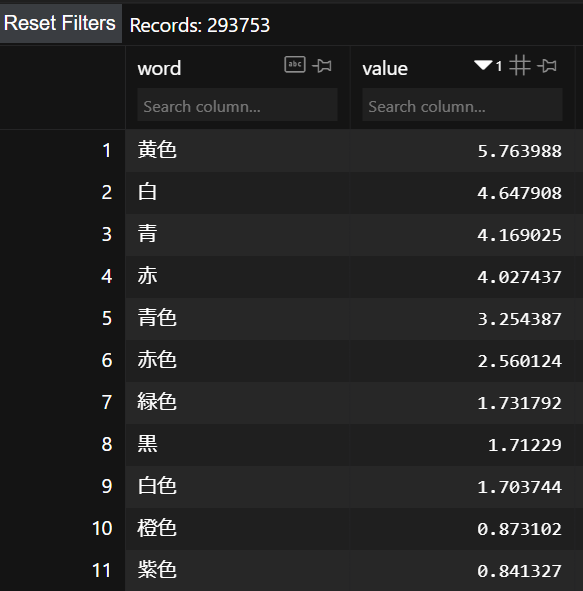 Reset Filters Records: 293753
word abc value 1
Search column... Search column...
1 黄色 5.763988
2 白 4.647908
3 青 4.169025
4 赤 4.027437
5 青色 3.254387
6 赤色 2.560124
7 緑色 1.731792
8 黒 1.71229
9 白色 1.703744
10 橙色 0.873102
11 紫色 0.841327